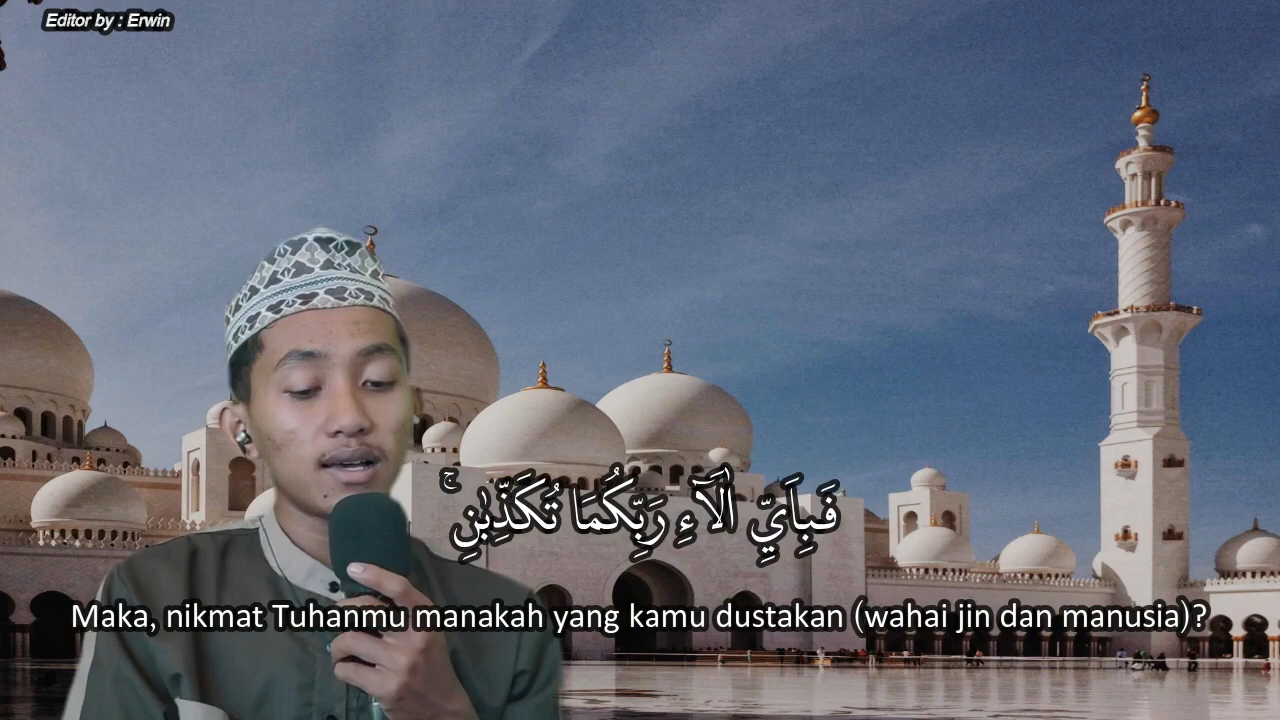 Editor by : Erwin
فَبِاَيِّ اٰلَاۤءِ رَبِّكُمَا تُكَذِّبٰنِۚ
Maka, nikmat Tuhanmu manakah yang kamu dustakan (wahai jin dan manusia)?